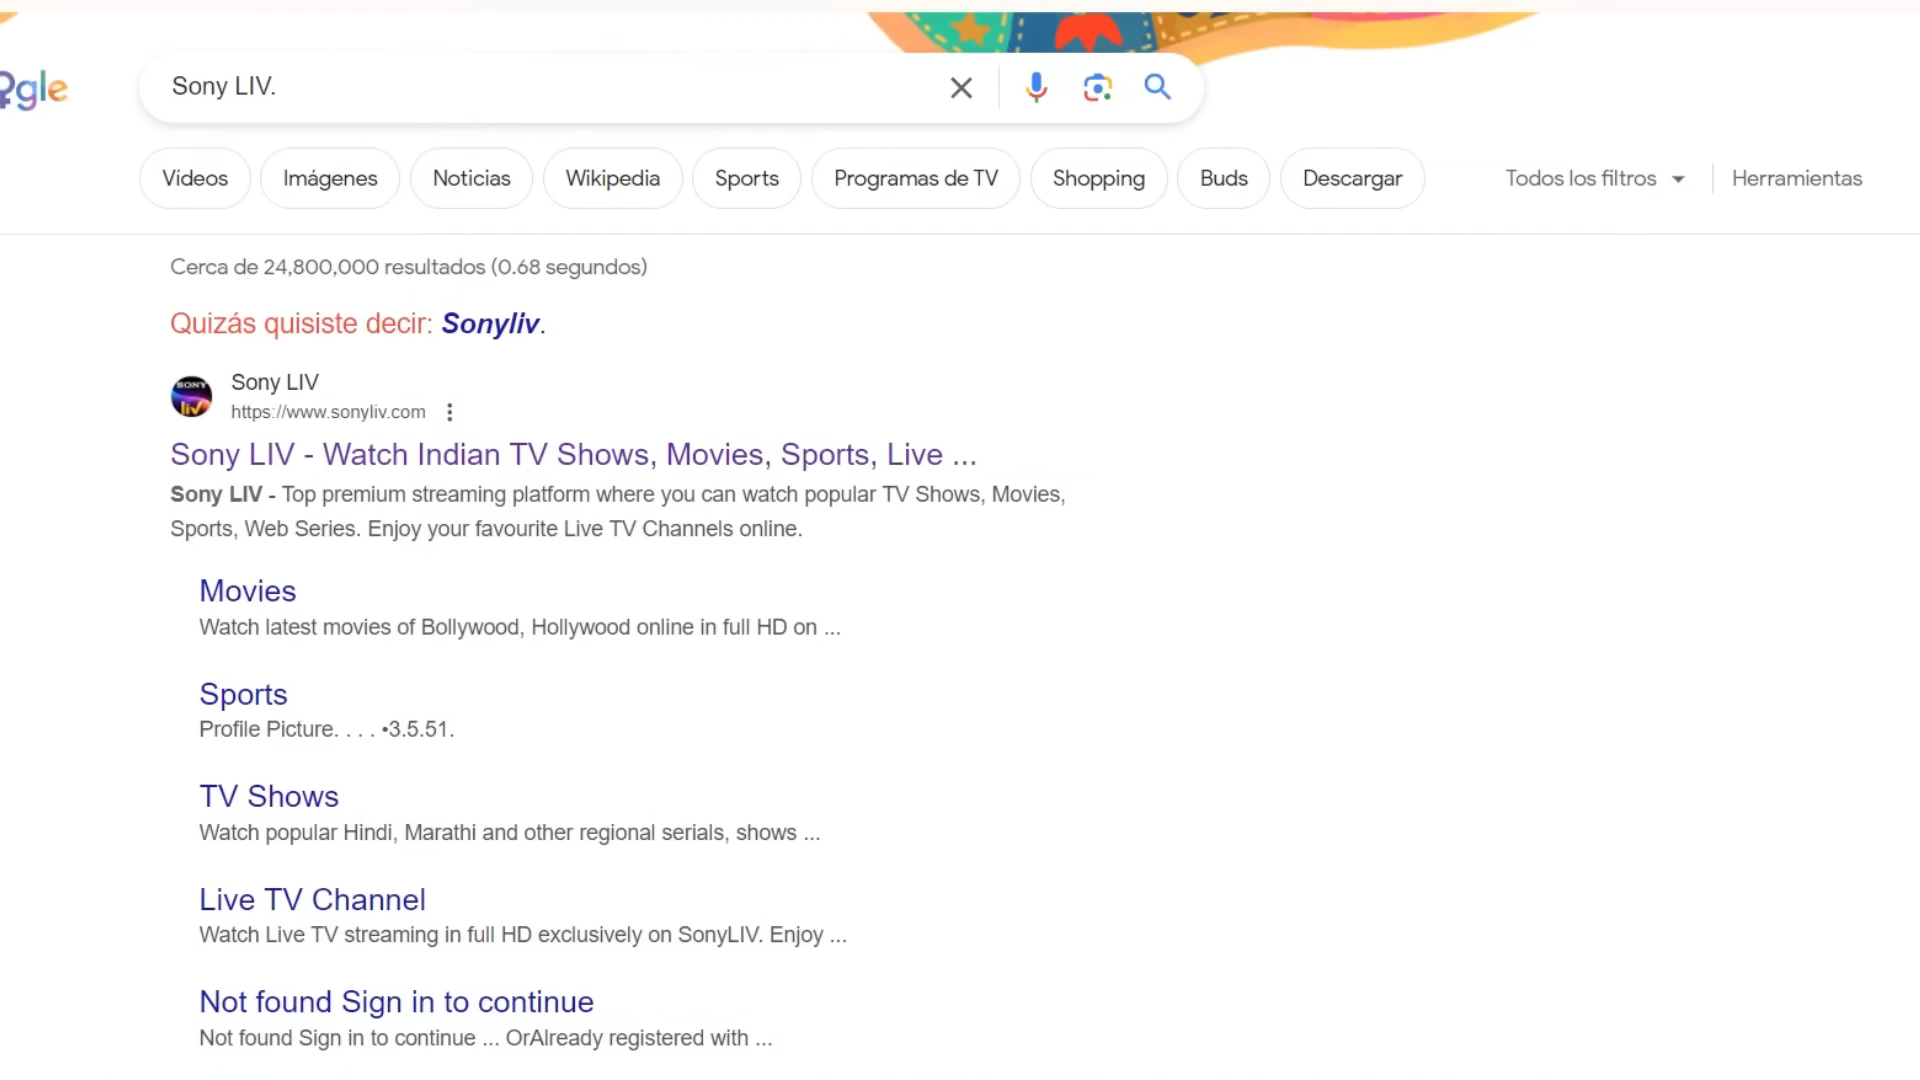 gle
Sony LIV.
Vídeos
Imágenes
Noticias
Wikipedia
Sports
Programas de TV
Shopping
Buds
Descargar
Todos los filtros
Herramientas
Cerca de 24,800,000 resultados (0.68 segundos)
Quizás quisiste decir: Sonyliv.
SONY
liv
Sony LIV
https://www.sonyliv.com
Sony LIV - Watch Indian TV Shows, Movies, Sports, Live ...
Sony LIV - Top premium streaming platform where you can watch popular TV Shows, Movies,
Sports, Web Series. Enjoy your favourite Live TV Channels online.
Movies
Watch latest movies of Bollywood, Hollywood online in full HD on ...
Sports
Profile Picture. . . . •3.5.51.
TV Shows
Watch popular Hindi, Marathi and other regional serials, shows ...
Live TV Channel
Watch Live TV streaming in full HD exclusively on SonyLIV. Enjoy ...
Not found Sign in to continue
Not found Sign in to continue ... OrAlready registered with ...